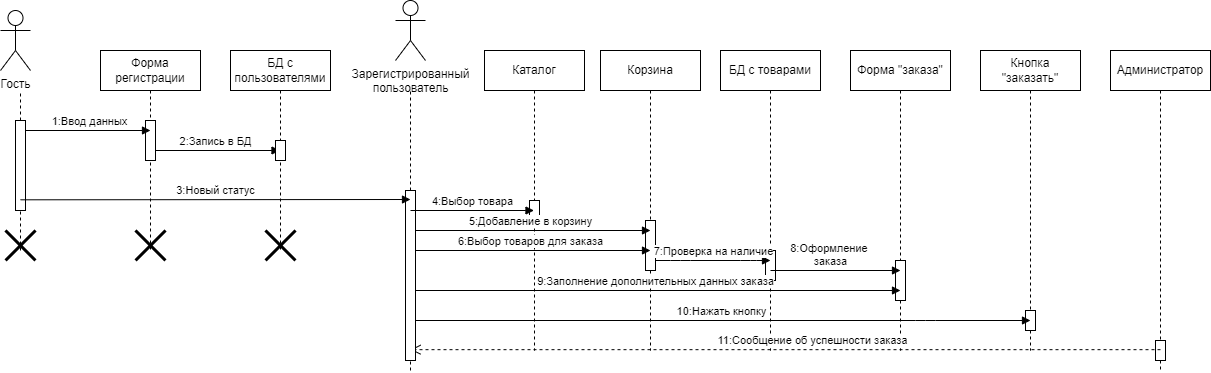 Гость
Форма
регистрации
БД с
пользователями
Зарегистрированный
пользователь
Каталог
Корзина
БД с товарами
Форма "заказа"
Кнопка
"заказать"
Администратор
1:Ввод данных
2:Запись в БД
3:Новый статус
4:Выбор товара
5:Добавление в корзину
6:Выбор товаров для заказа
7:Проверка на наличие
8:Оформление
заказа
9:Заполнение дополнительных данных заказа
10:Нажать кнопку
11:Сообщение об успешности заказа